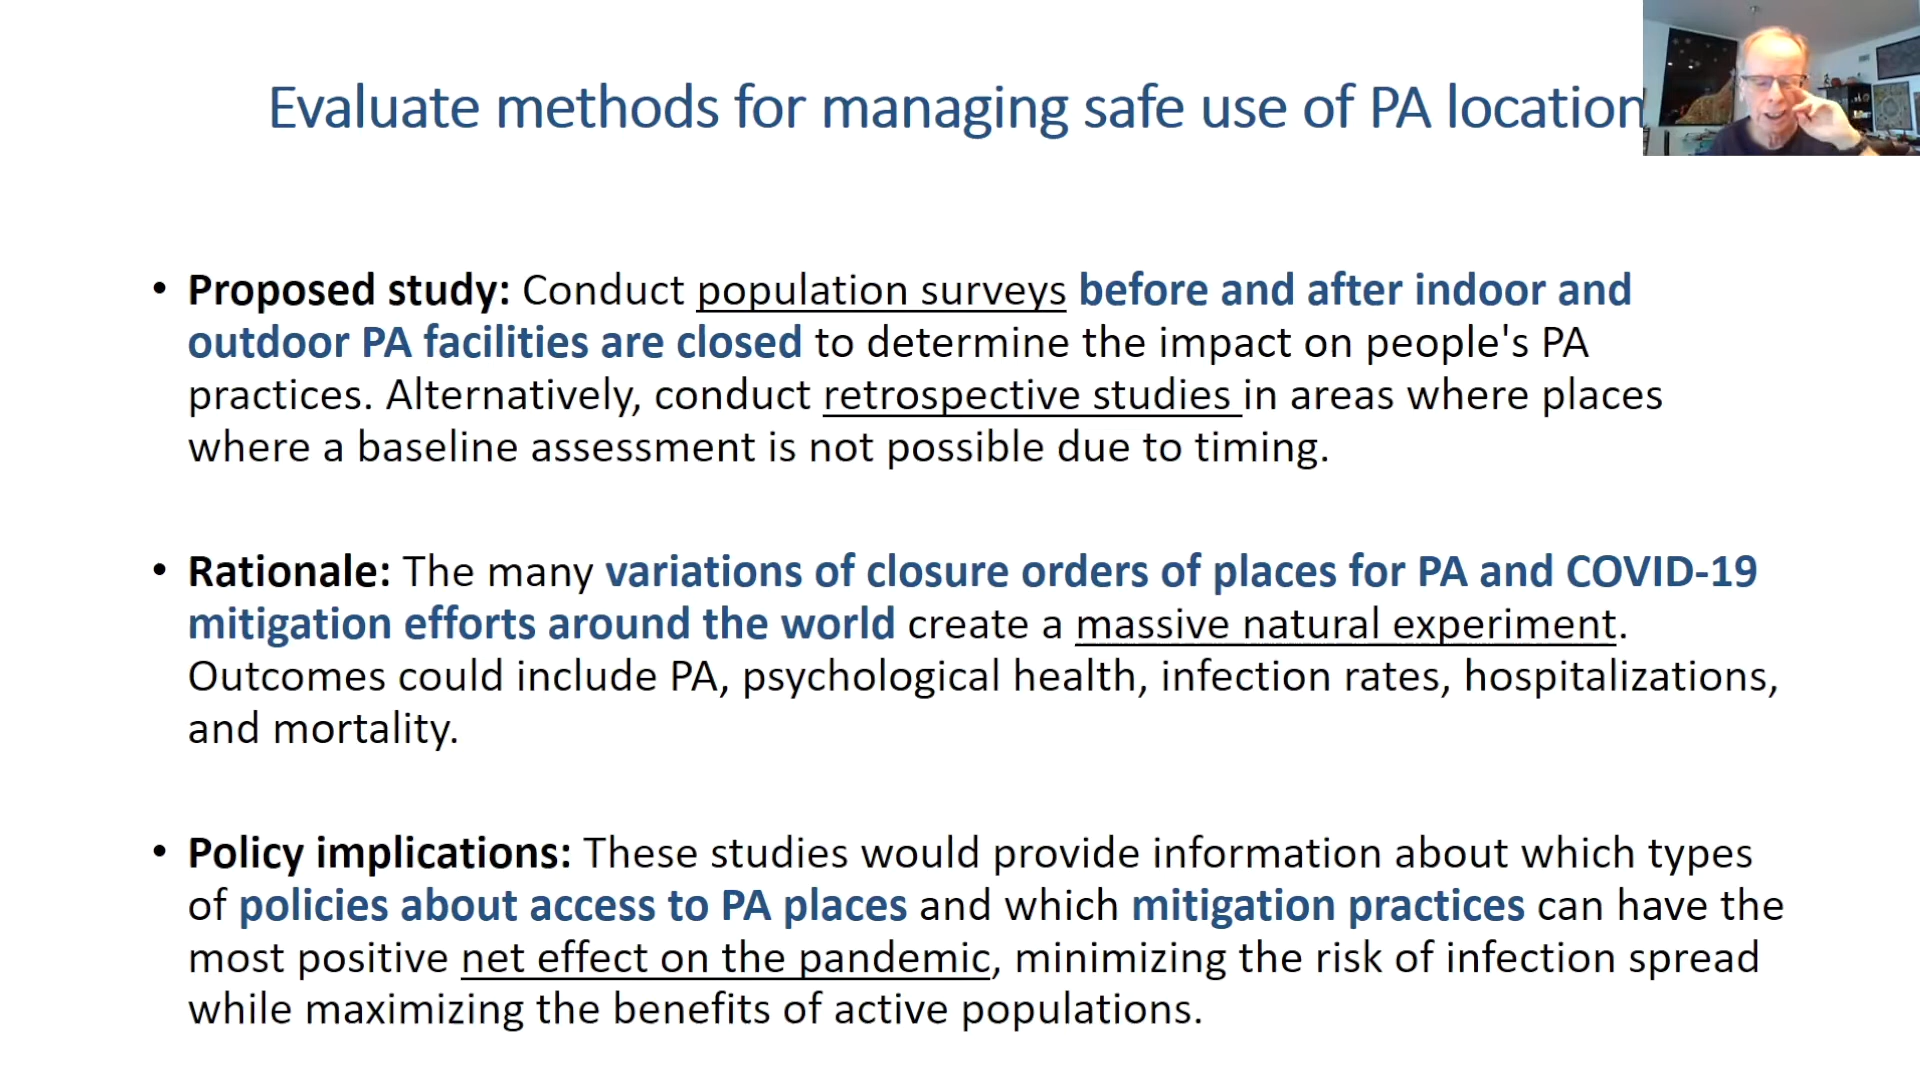 Evaluate methods for managing safe use of PA location
• Proposed study: Conduct population surveys before and after indoor and
outdoor PA facilities are closed to determine the impact on people's PA
practices. Alternatively, conduct retrospective studies in areas where places
where a baseline assessment is not possible due to timing.
• Rationale: The many variations of closure orders of places for PA and COVID-19
mitigation efforts around the world create a massive natural experiment.
Outcomes could include PA, psychological health, infection rates, hospitalizations,
and mortality.
• Policy implications: These studies would provide information about which types
of policies about access to PA places and which mitigation practices can have the
most positive net effect on the pandemic, minimizing the risk of infection spread
while maximizing the benefits of active populations.